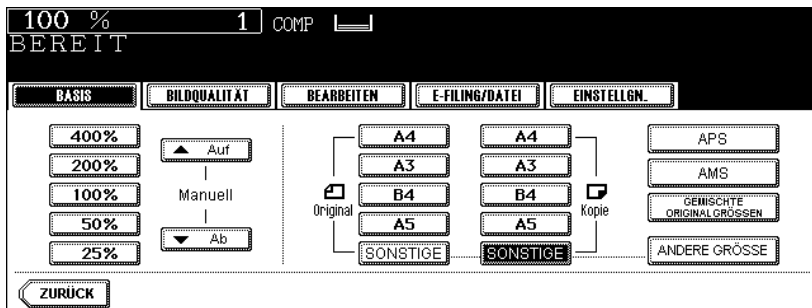 100 % 1 COMP
BEREIT
BASIS BILDQUALITÄT BEARBEITEN E-FILING/DATEI EINSTELLGN.
400% Auf A4 A4 APS
200% A3 A3 AMS
100% Manuell Original B4 B4 Kopie GEMISCHTE ORIGINALGRÖSSEN
50% Ab A5 A5
25% SONSTIGE SONSTIGE ANDERE GRÖSSE
ZURÜCK